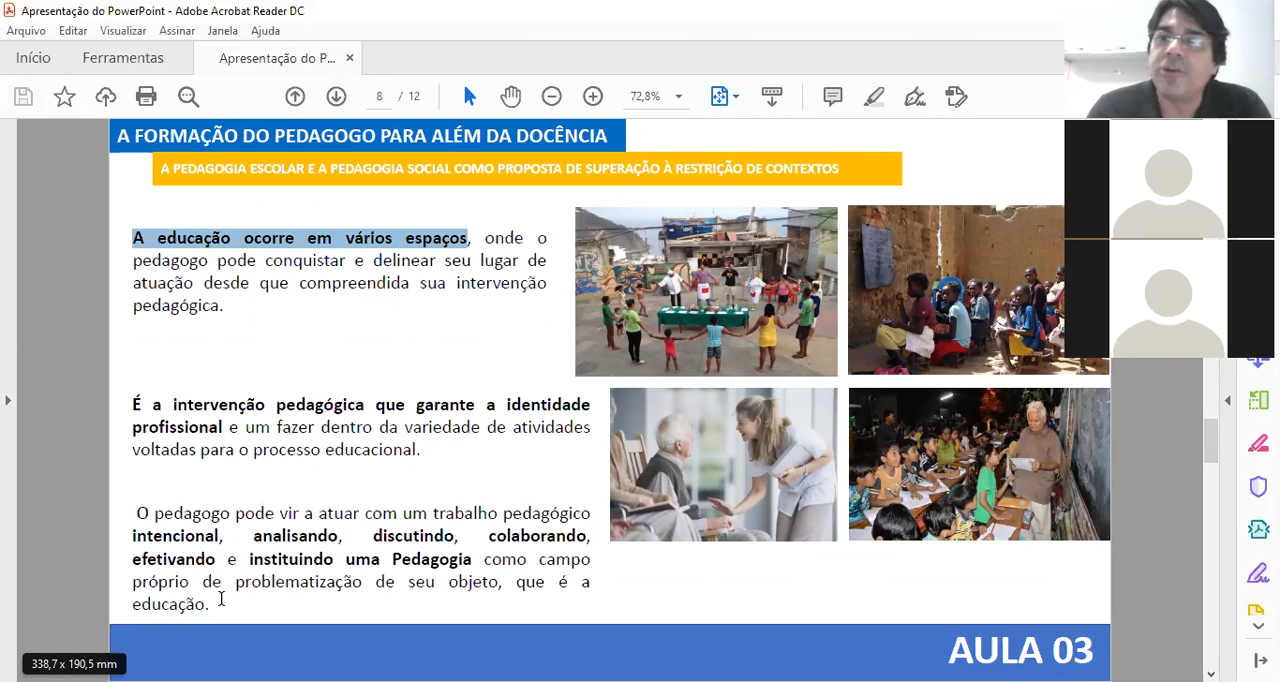 Apresentação do PowerPoint - Adobe Acrobat Reader DC
Arquivo Editar Visualizar Assinar Janela Ajuda
Início Ferramentas Apresentação do P... ×
8 / 12 72,8%
A FORMAÇÃO DO PEDAGOGO PARA ALÉM DA DOCÊNCIA
A PEDAGOGIA ESCOLAR E A PEDAGOGIA SOCIAL COMO PROPOSTA DE SUPERAÇÃO À RESTRIÇÃO DE CONTEXTOS
A educação ocorre em vários espaços, onde o
pedagogo pode conquistar e delinear seu lugar de
atuação desde que compreendida sua intervenção
pedagógica.
É a intervenção pedagógica que garante a identidade
profissional e um fazer dentro da variedade de atividades
voltadas para o processo educacional.
O pedagogo pode vir a atuar com um trabalho pedagógico
intencional, analisando, discutindo, colaborando,
efetivando e instituindo uma Pedagogia como campo
próprio de problematização de seu objeto, que é a
educação.
AULA 03
338,7 x 190,5 mm